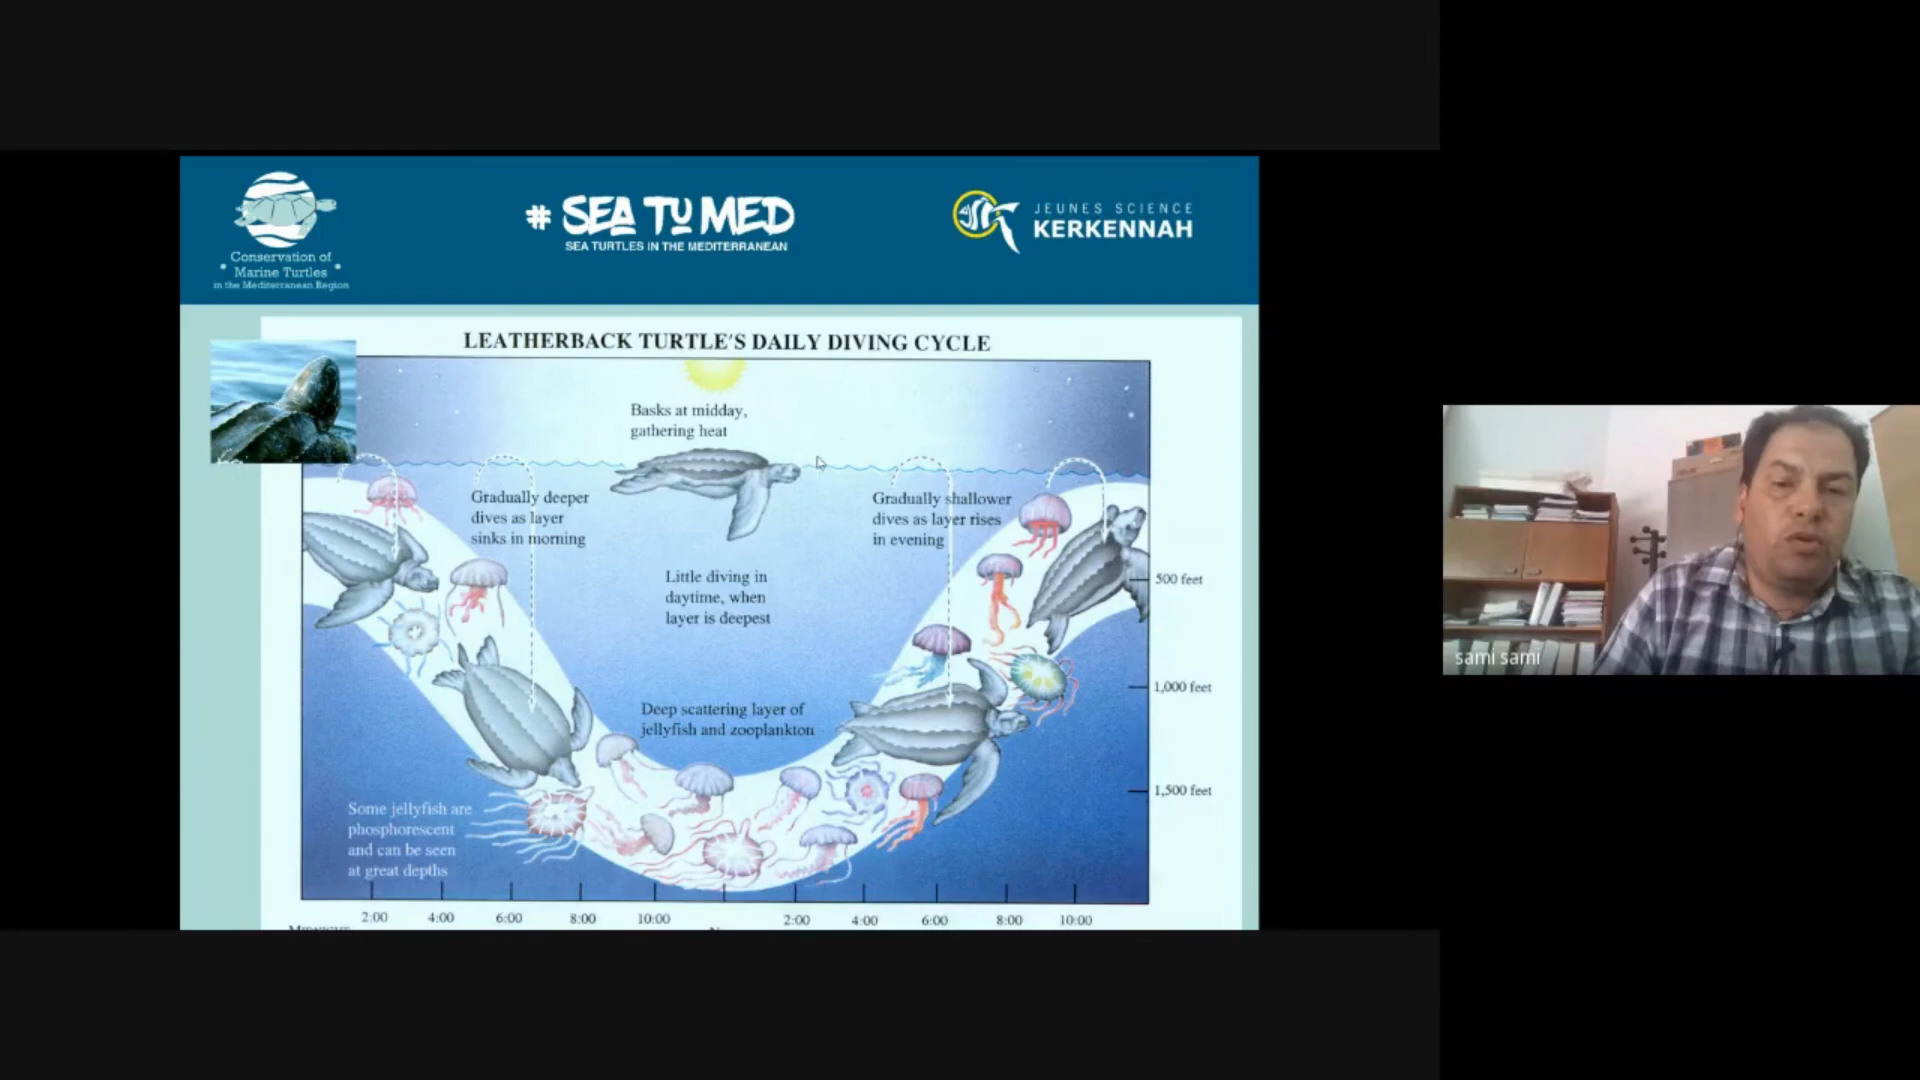 Conservation of
Marine Turtles
in the Mediterranean Region
# SEA TU MED
SEA TURTLES IN THE MEDITERRANEAN
JEUNES SCIENCE
KERKENNAH
LEATHERBACK TURTLE'S DAILY DIVING CYCLE
Basks at midday,
gathering heat
Gradually deeper
dives as layer
sinks in morning
Gradually shallower
dives as layer rises
in evening
Little diving in
daytime, when
layer is deepest
500 feet
1,000 feet
Deep scattering layer of
jellyfish and zooplankton
1,500 feet
Some jellyfish are
phosphorescent
and can be seen
at great depths
2:00 4:00 6:00 8:00 10:00 2:00 4:00 6:00 8:00 10:00
sami sami